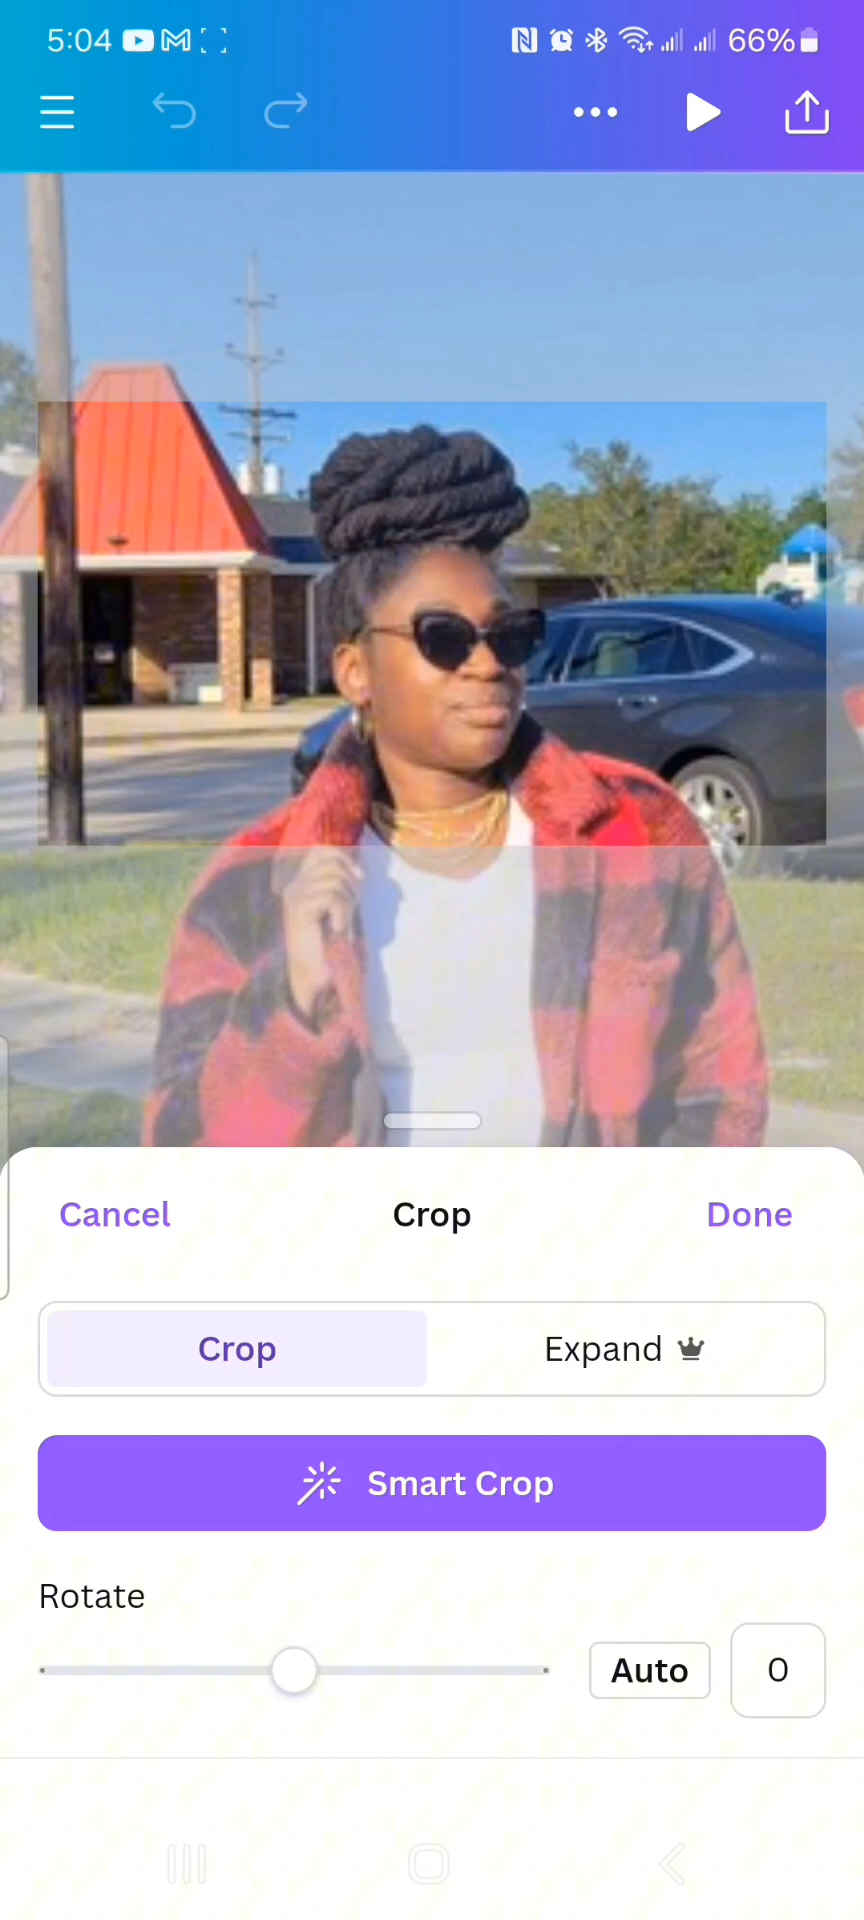 5:04 66%
Cancel Crop Done
Crop Expand
Smart Crop
Rotate
Auto 0